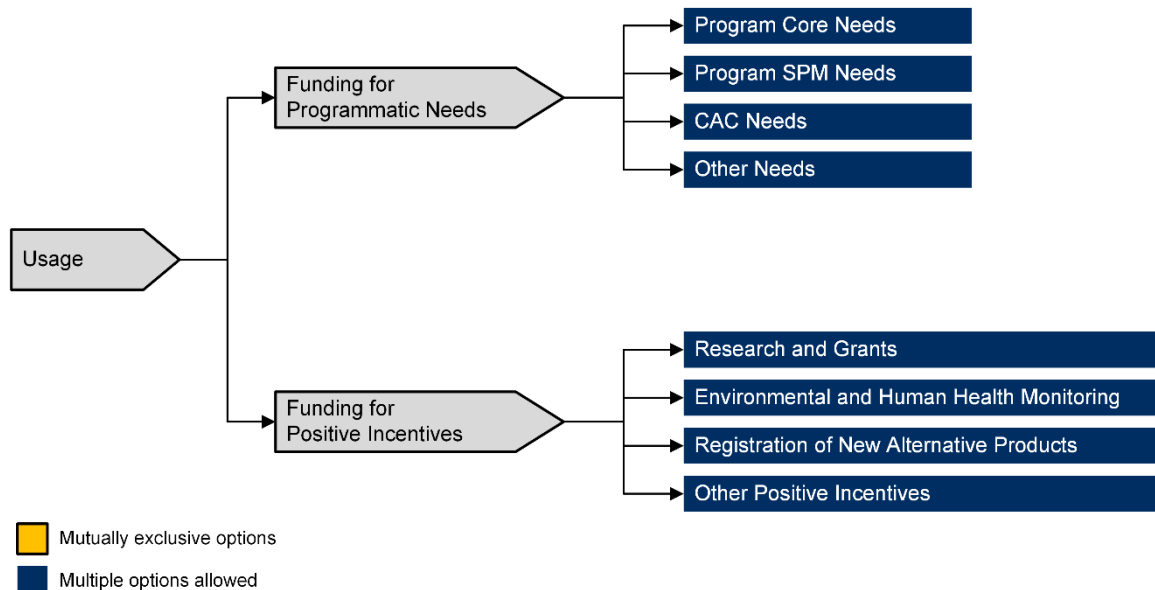 Usage
Funding for
Programmatic Needs
Program Core Needs
Program SPM Needs
CAC Needs
Other Needs
Funding for
Positive Incentives
Research and Grants
Environmental and Human Health Monitoring
Registration of New Alternative Products
Other Positive Incentives
Mutually exclusive options
Multiple options allowed